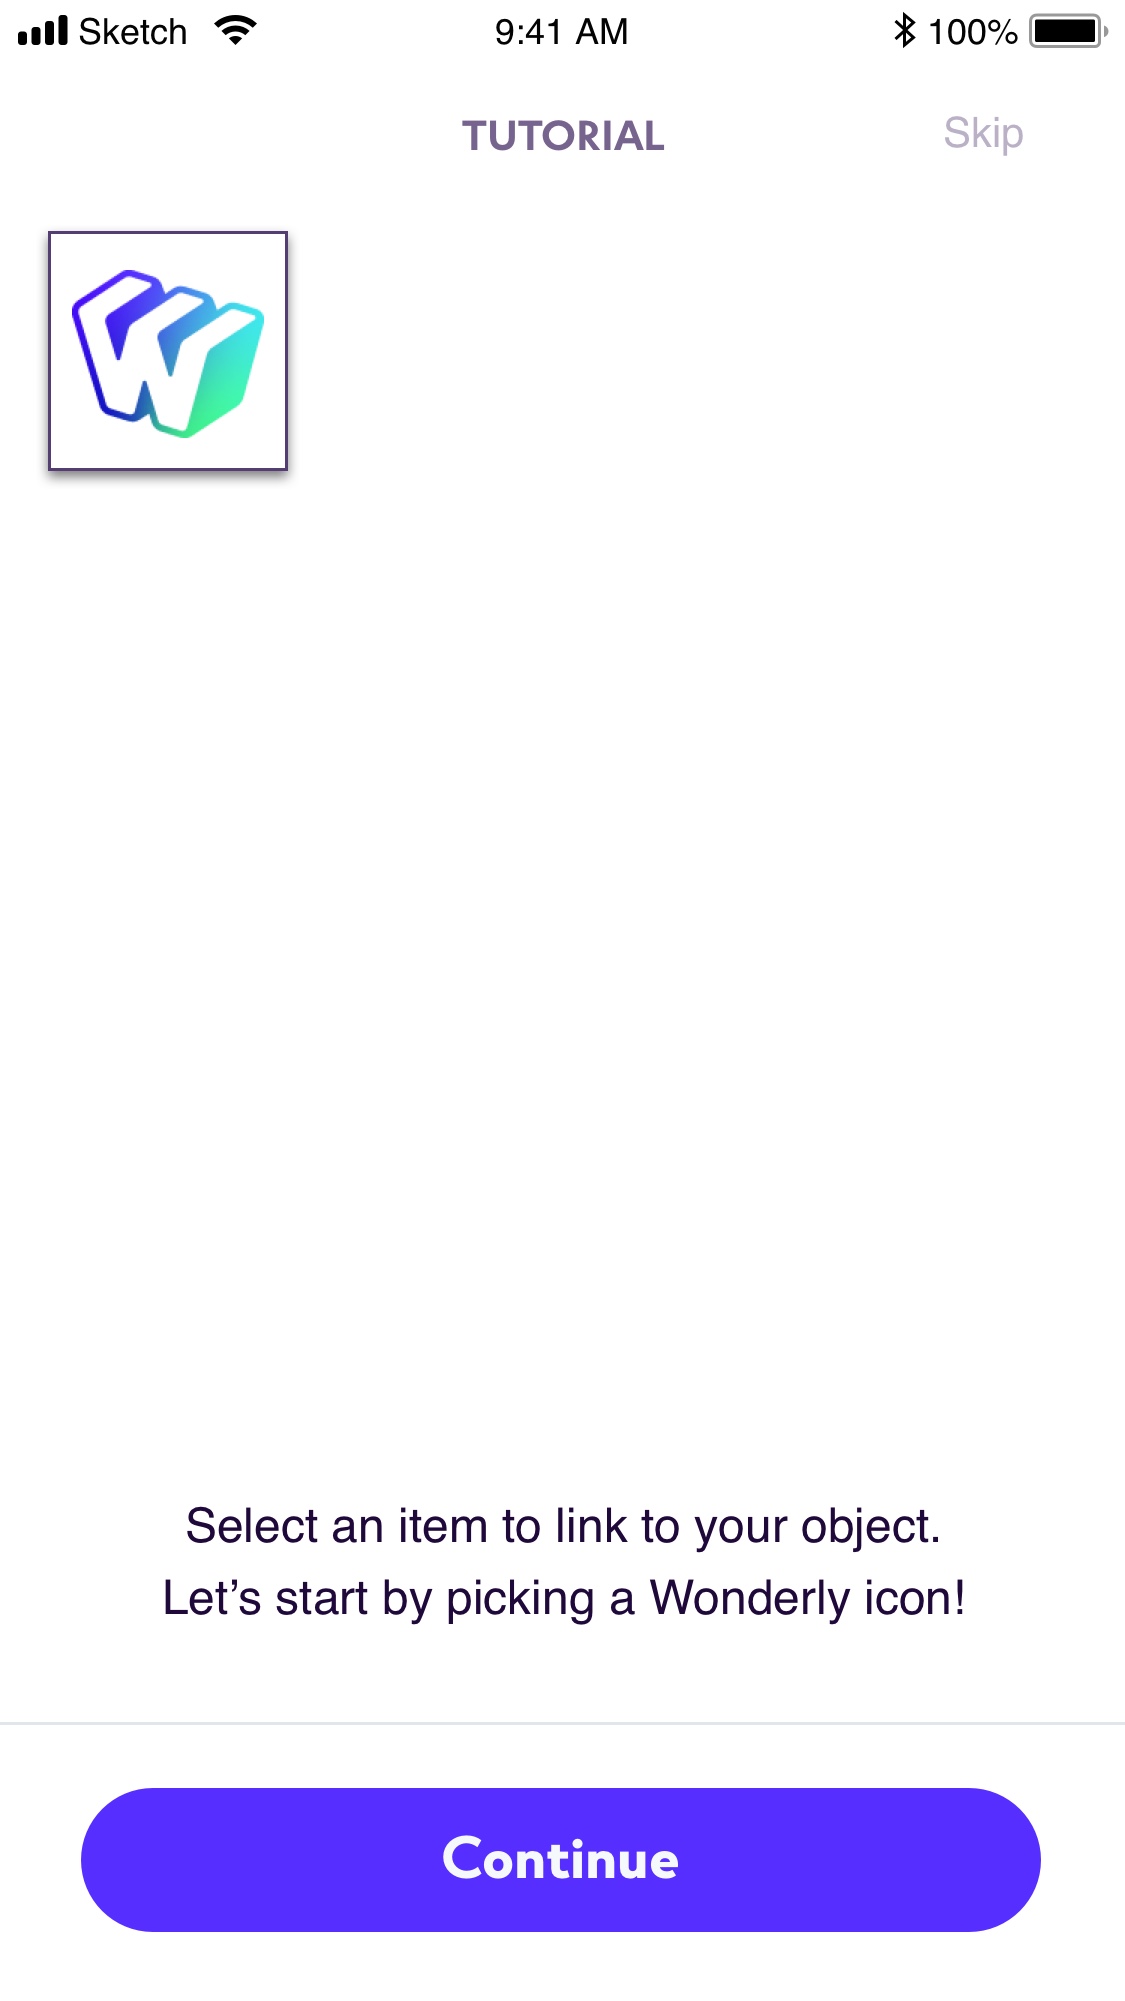 Sketch 9:41 AM 100%
TUTORIAL Skip
W
Select an item to link to your object.
Let’s start by picking a Wonderly icon!
Continue